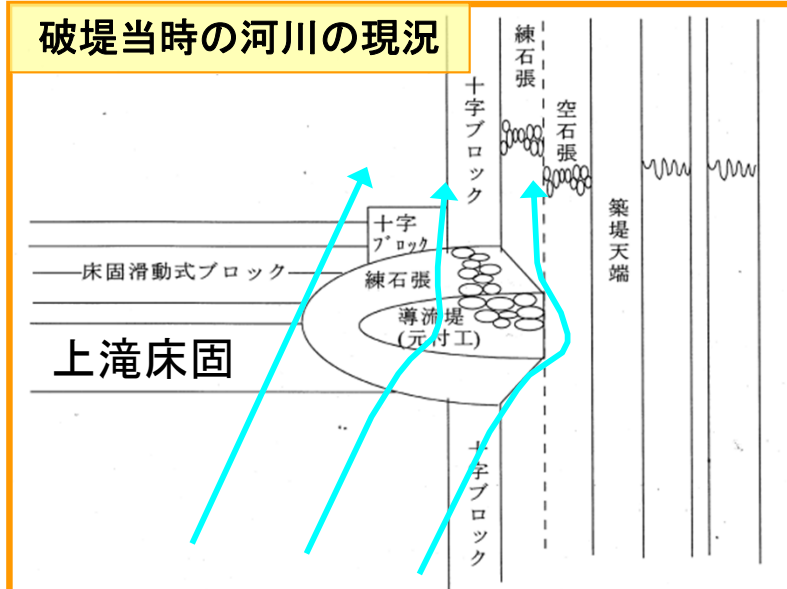 破堤当時の河川の現況
練石張
十字ブロック
空石張
築堤天端
十字
ブロック
床固滑動式ブロック
練石張
導流堤
(元付工)
上滝床固
十字ブロック